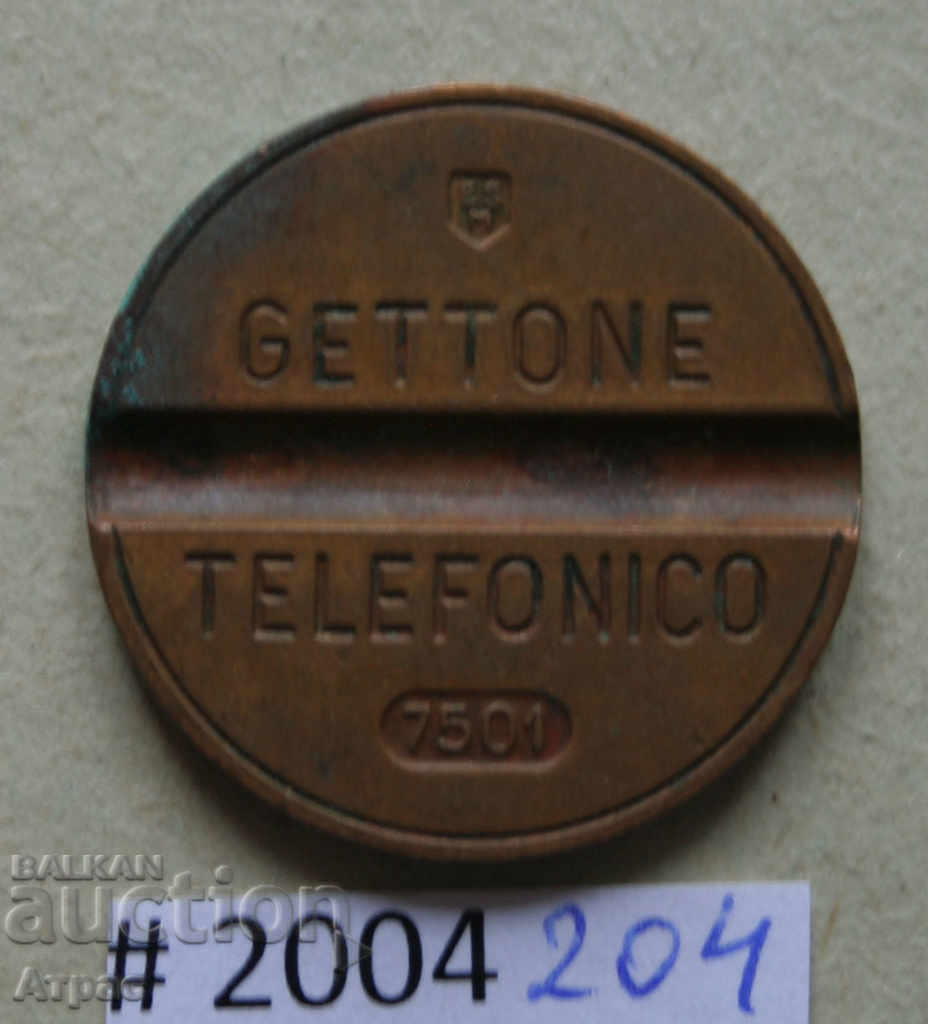 GETTONE
TELEFONICO
7501
BALKAN
auction
Атрас
# 2004 204